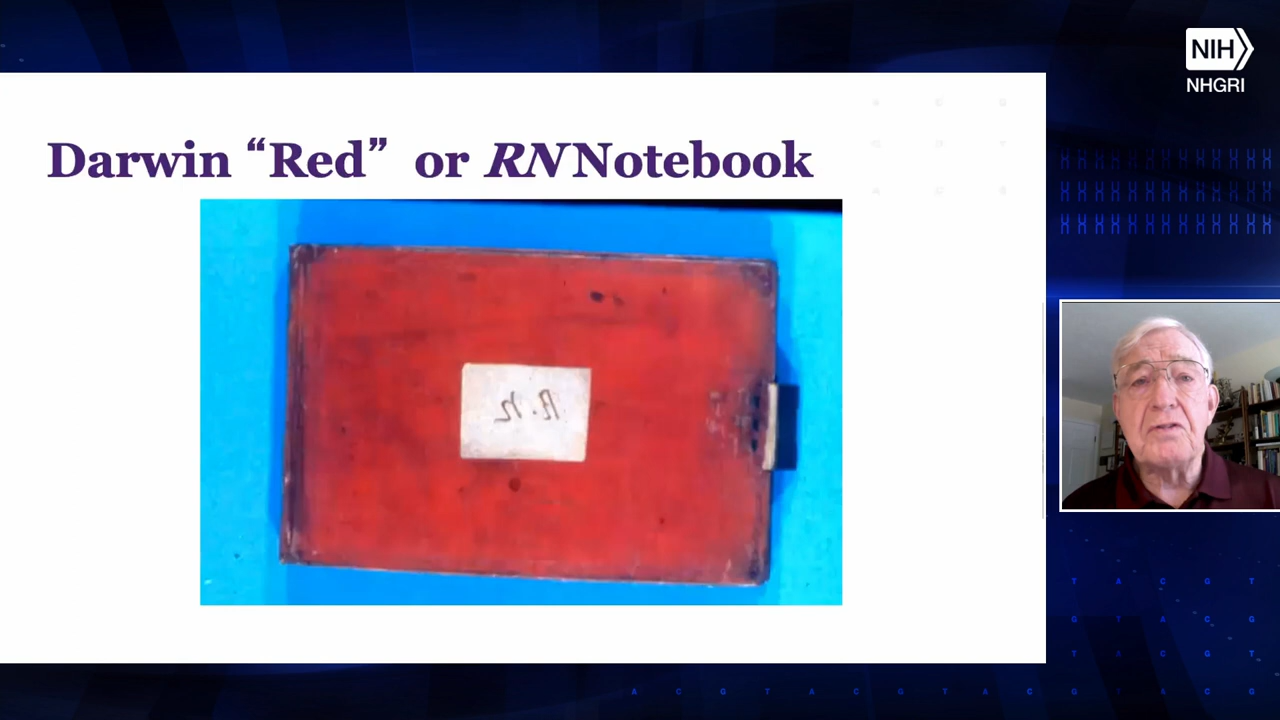 NIH
NHGRI
Darwin “Red” or RN Notebook
R.N.
T A C G T
G T A C G
T A C G T
A C G T A C G T A C G T A C G